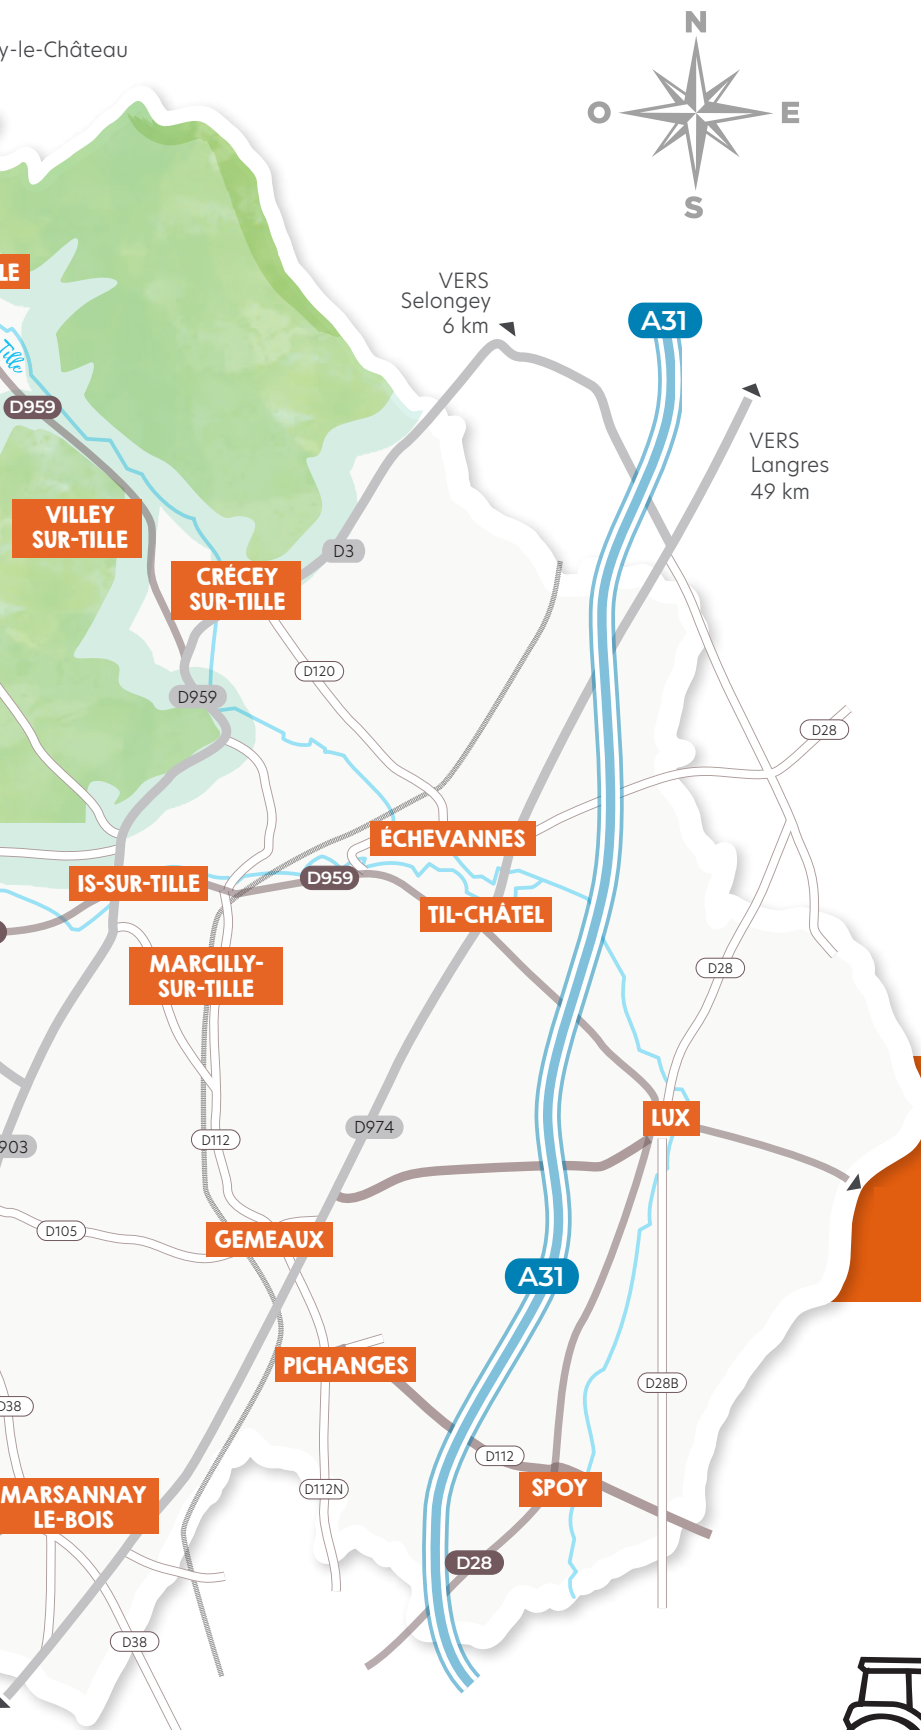 N
y-le-Château
O
E
S
LE
VERS
Selongey
6 km
A31
Tille
D959
VERS
Langres
49 km
VILLEY
SUR-TILLE
D3
CRÉCEY
SUR-TILLE
D120
D959
D28
ÉCHEVANNES
IS-SUR-TILLE
D959
TIL-CHÂTEL
MARCILLY-
SUR-TILLE
D28
LUX
D974
D112
903
D105
GEMEAUX
A31
PICHANGES
D28B
D38
D112
D112N
SPOY
MARSANNAY
LE-BOIS
D28
D38